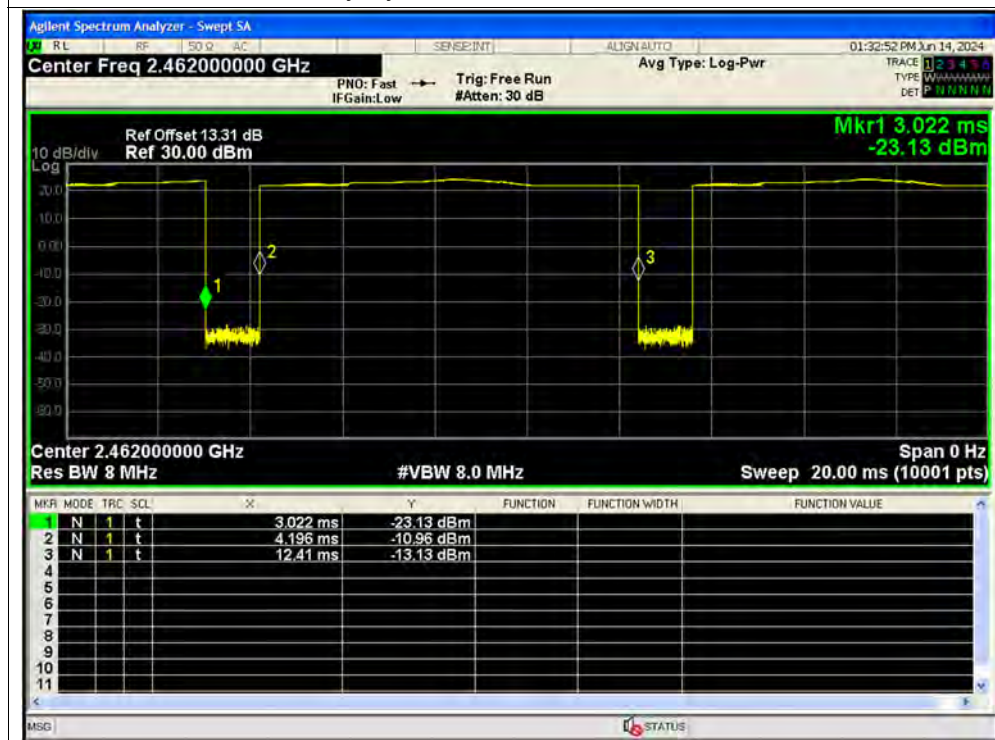 Agilent Spectrum Analyzer - Swept SA
RL RF 50 Ω AC SENSE:INT ALIGN AUTO 01:32:52 PM Jun 14, 2024
Center Freq 2.462000000 GHz
PNO: Fast
IFGain:Low
Trig: Free Run
#Atten: 30 dB
Avg Type: Log-Pwr
TRACE 1 2 3 4 5 6
TYPE W
DET P N N N N N
Ref Offset 13.31 dB
10 dB/div Ref 30.00 dBm
Log
Mkr1 3.022 ms
-23.13 dBm
20.0
10.0
0.00
-10.0
-20.0
-30.0
-40.0
-50.0
-60.0
1
2
3
Center 2.462000000 GHz Span 0 Hz
Res BW 8 MHz #VBW 8.0 MHz Sweep 20.00 ms (10001 pts)
MKR MODE TRC SCL X Y FUNCTION FUNCTION WIDTH FUNCTION VALUE
1 N 1 t 3.022 ms -23.13 dBm
2 N 1 t 4.196 ms -10.96 dBm
3 N 1 t 12.41 ms -13.13 dBm
4
5
6
7
8
9
10
11
MSG STATUS